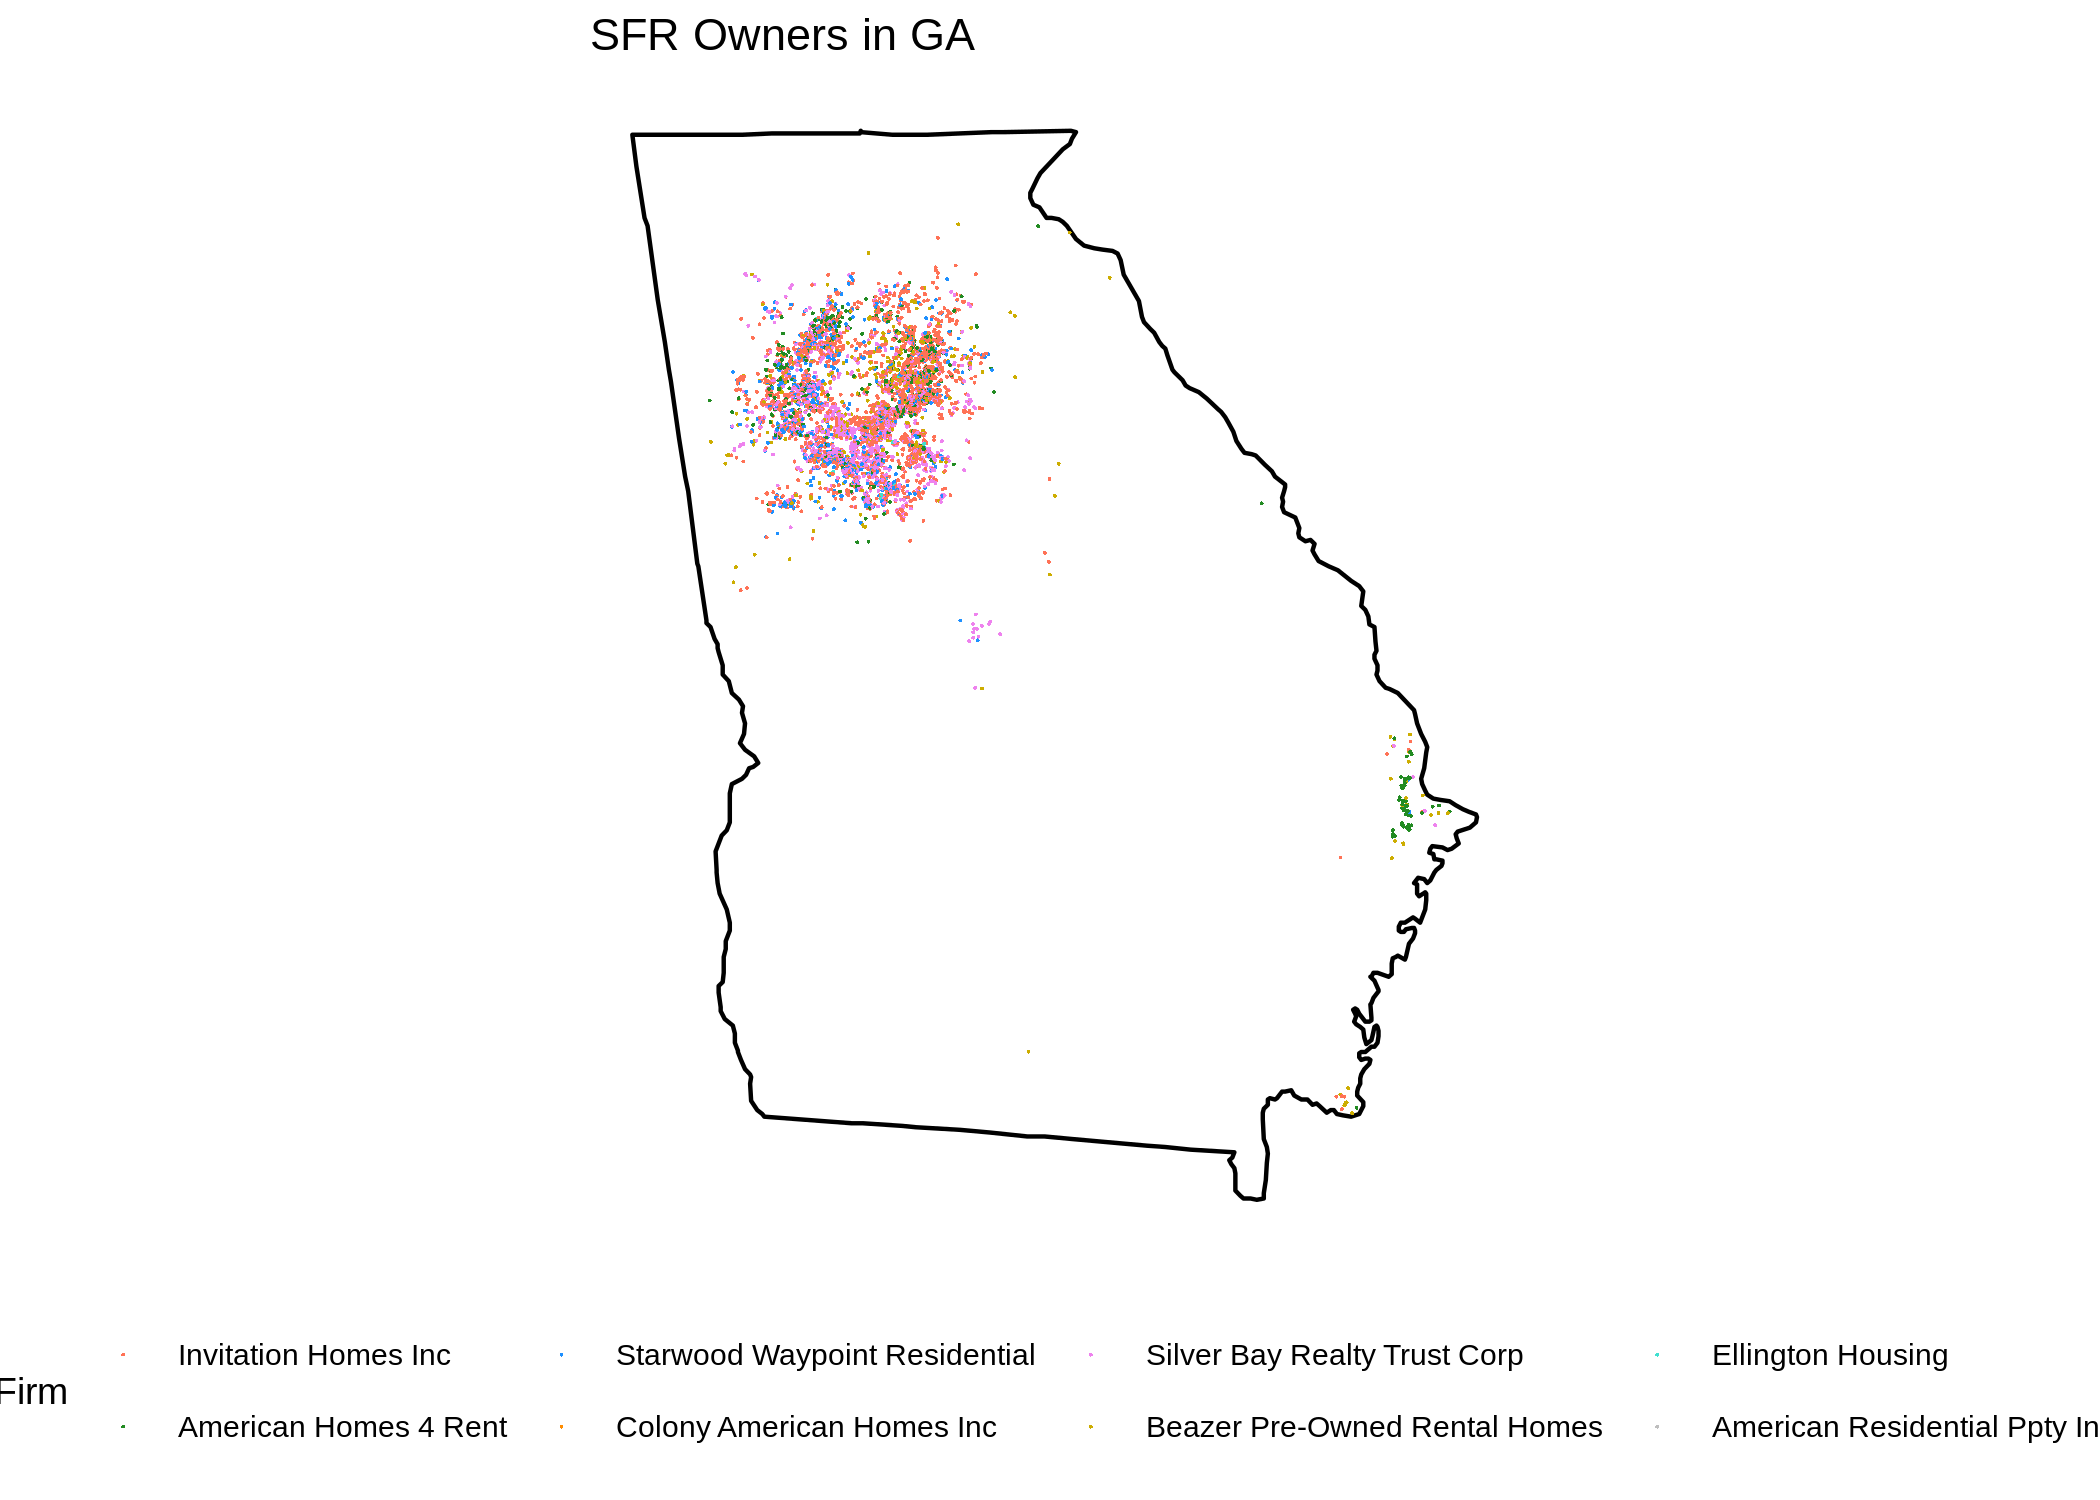 SFR Owners in GA
Firm
Invitation Homes Inc
Starwood Waypoint Residential
Silver Bay Realty Trust Corp
Ellington Housing
American Homes 4 Rent
Colony American Homes Inc
Beazer Pre-Owned Rental Homes
American Residential Ppty In